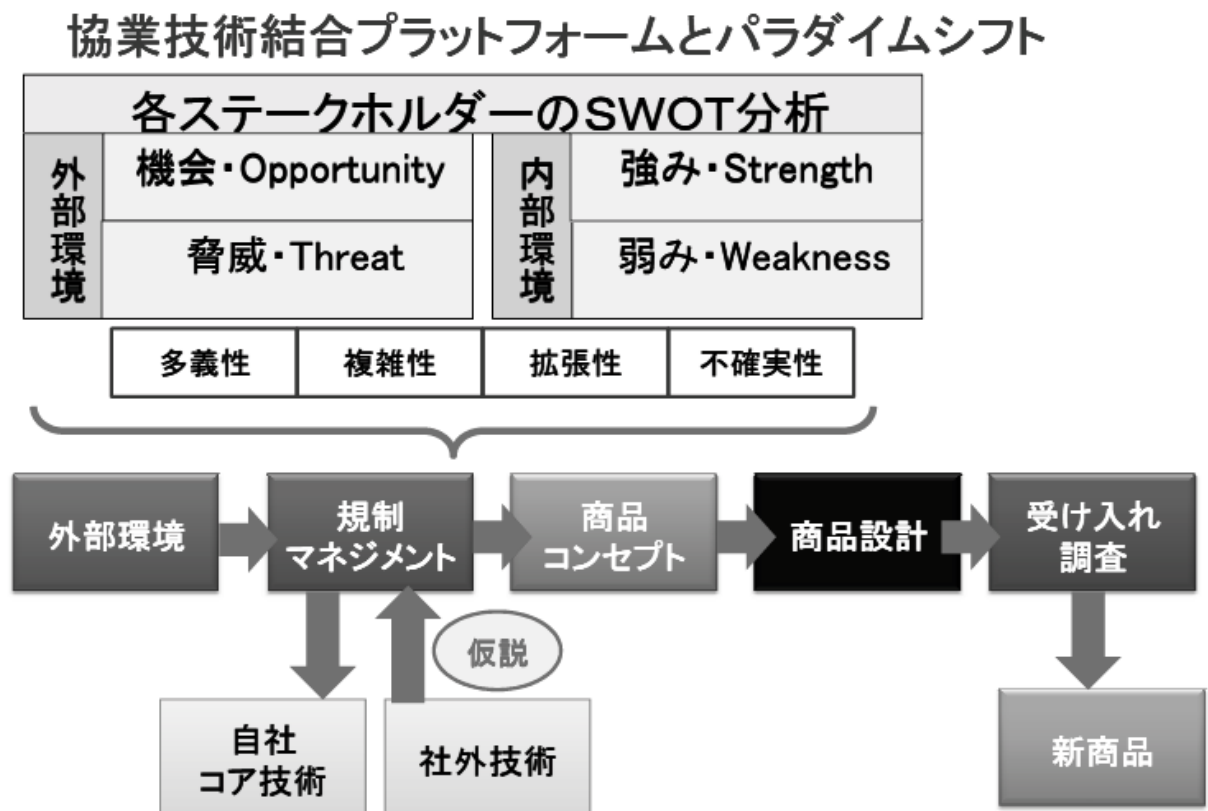 協業技術結合プラットフォームとパラダイムシフト
各ステークホルダーのSWOT分析
外部環境
機会・Opportunity
脅威・Threat
内部環境
強み・Strength
弱み・Weakness
多義性
複雑性
拡張性
不確実性
外部環境
規制
マネジメント
商品
コンセプト
商品設計
受け入れ
調査
仮説
自社
コア技術
社外技術
新商品